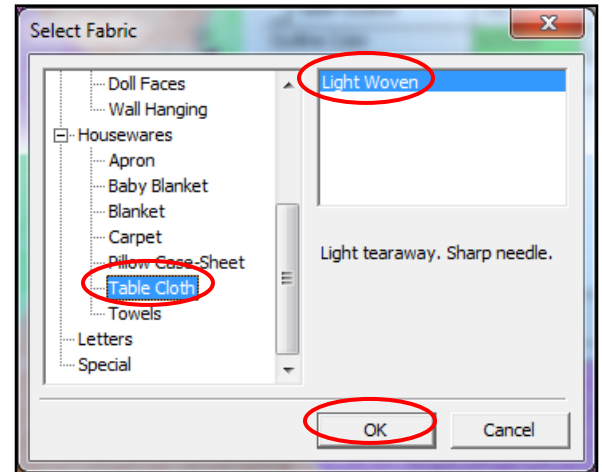 Select Fabric
Doll Faces
Wall Hanging
Housewares
Apron
Baby Blanket
Blanket
Carpet
Pillow Case-Sheet
Table Cloth
Towels
Letters
Special
Light Woven
Light tearaway. Sharp needle.
OK
Cancel